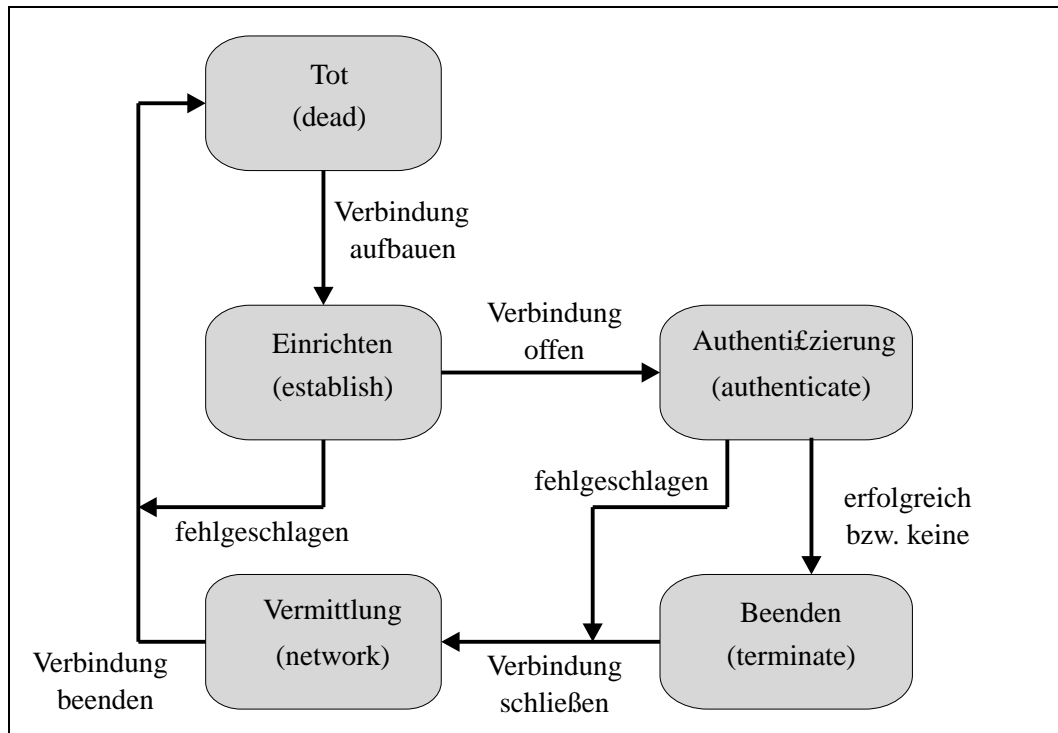 Tot
(dead)
Verbindung
aufbauen
Einrichten
(establish)
Verbindung
offen
Authenti£zierung
(authenticate)
fehlgeschlagen
fehlgeschlagen
erfolgreich
bzw. keine
Vermittlung
(network)
Beenden
(terminate)
Verbindung
beenden
Verbindung
schließen